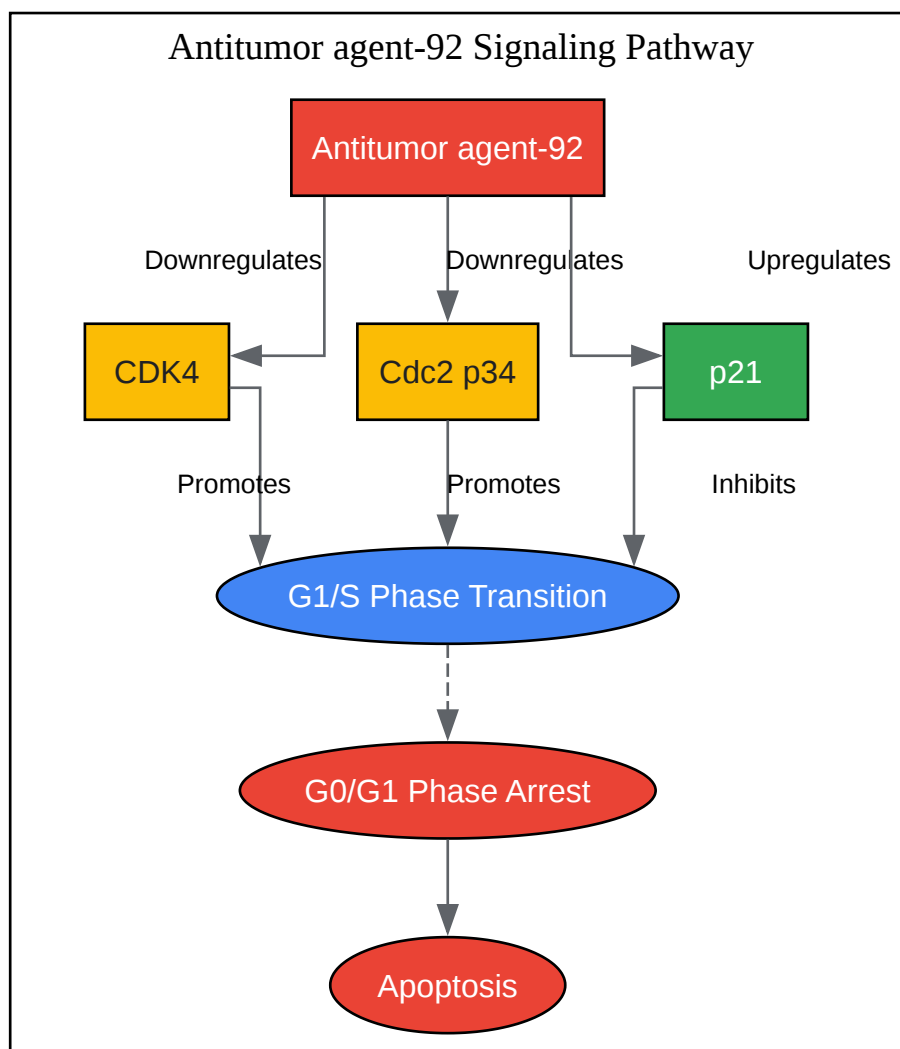 Antitumor agent-92 Signaling Pathway
Antitumor agent-92
Downregulates
Downregulates
Upregulates
CDK4
Cdc2 p34
p21
Promotes
Promotes
Inhibits
G1/S Phase Transition
G0/G1 Phase Arrest
Apoptosis